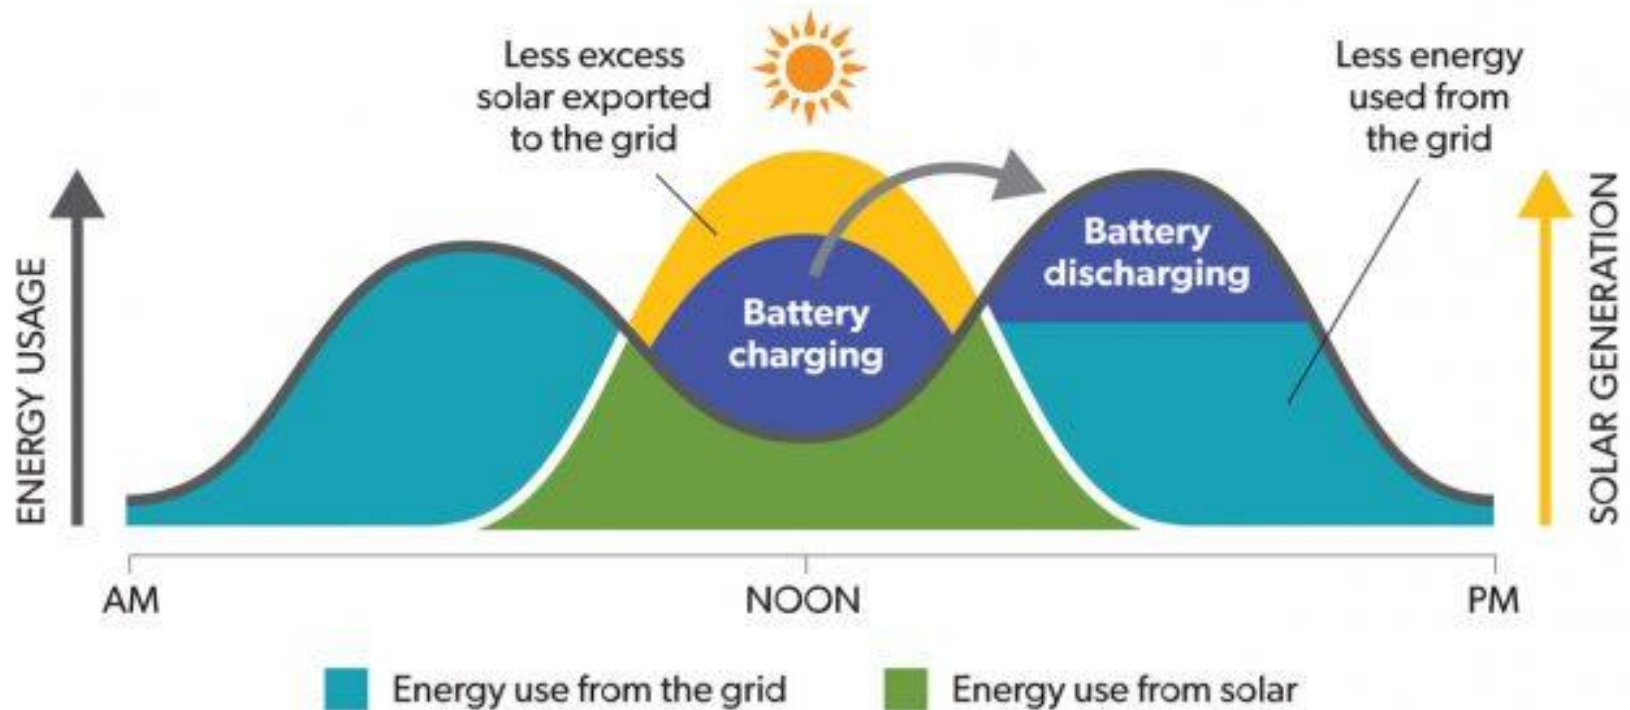 Less excess
solar exported
to the grid
Less energy
used from
the grid
ENERGY USAGE
Battery
charging
Battery
discharging
SOLAR GENERATION
AM
NOON
PM
Energy use from the grid
Energy use from solar